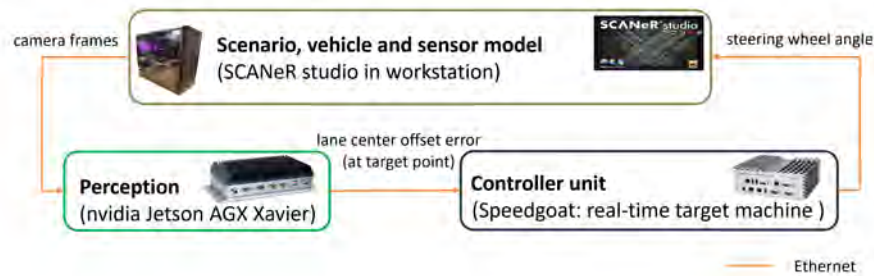 camera frames
Scenario, vehicle and sensor model
(SCANeR studio in workstation)
SCANeR studio
steering wheel angle
lane center offset error
(at target point)
Perception
(nvidia Jetson AGX Xavier)
Controller unit
(Speedgoat: real-time target machine )
Ethernet